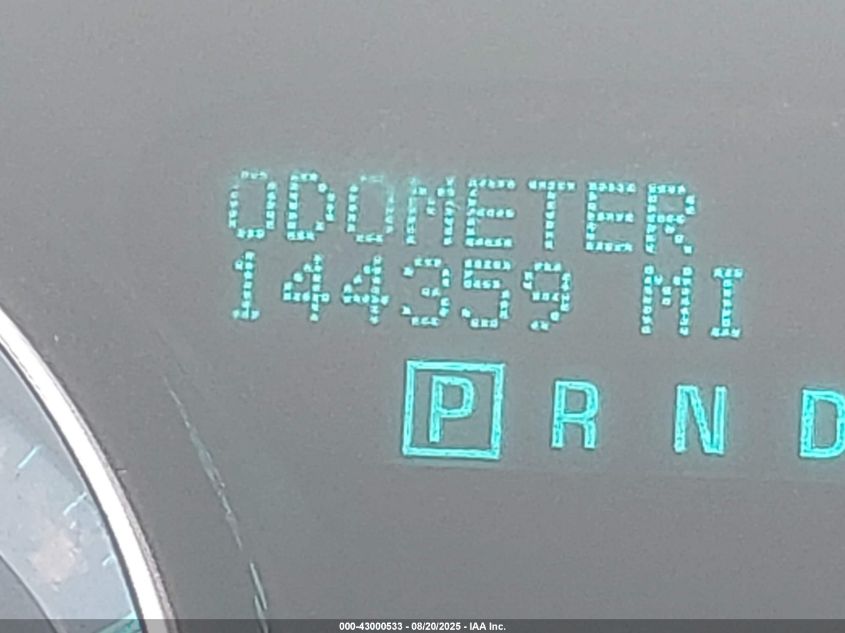 ODOMETER
144359 MI
P R N D
000-43000533 - 08/20/2025 - IAA Inc.